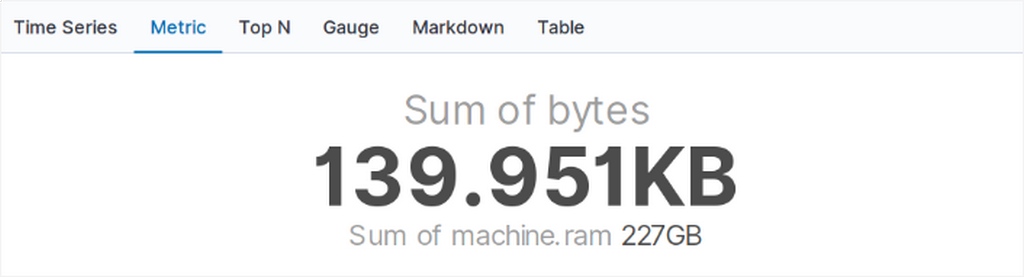 Time Series Metric Top N Gauge Markdown Table
Sum of bytes
139.951KB
Sum of machine.ram 227GB